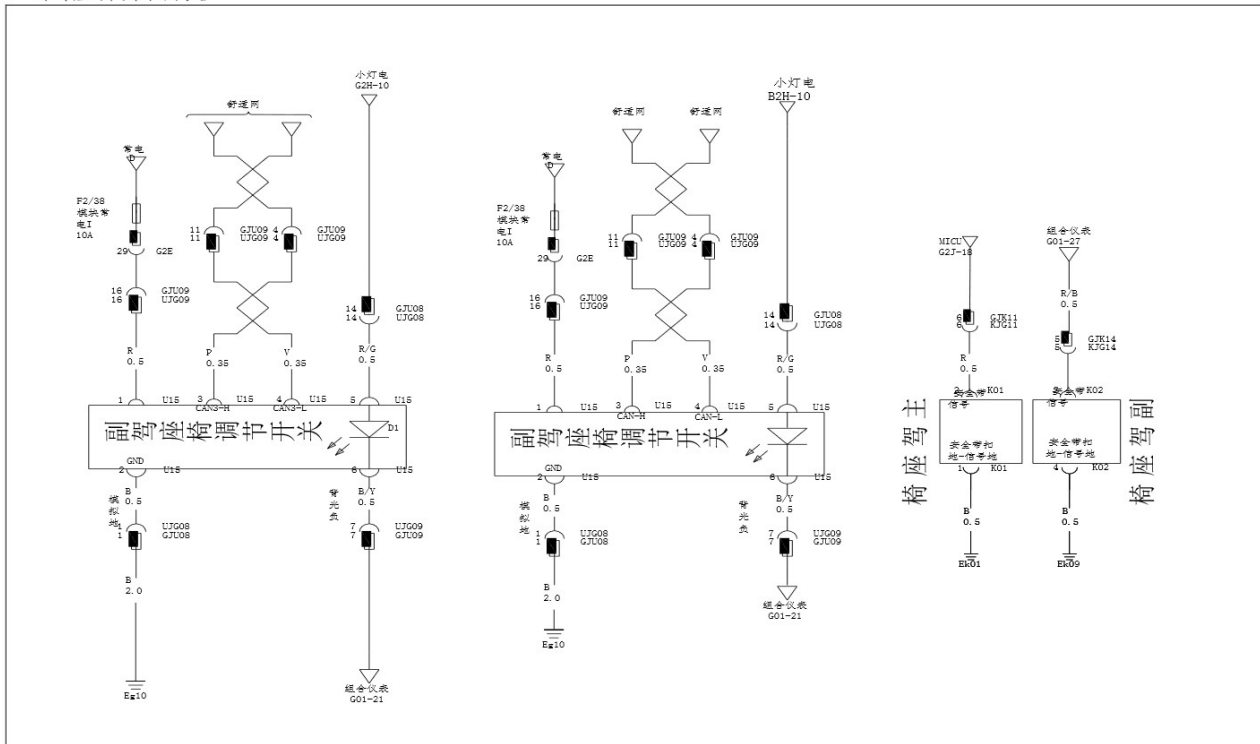 小灯电
G2H-10
舒适网
常电
D
F2/38
模块常
电I
10A
29
G2E
16
16
GJU09
UJG09
11
11
GJU09
UJG09
4
4
GJU09
UJG09
14
14
GJU08
UJG08
R
0.5
P
0.35
V
0.35
R/G
0.5
1
U15
3
U15
CAN3-H
4
U15
CAN3-L
5
U15
副驾座椅调节开关
D1
GND
2
U15
6
U15
B
0.5
模拟地
背光负
B/Y
0.5
1
1
UJG08
GJU08
7
7
UJG09
GJU09
B
2.0
Eg10
组合仪表
G01-21
小灯电
B2H-10
舒适网
舒适网
常电
D
F2/38
模块常
电I
10A
29
G2E
16
16
GJU09
UJG09
11
11
GJU09
UJG09
4
4
GJU09
UJG09
14
14
GJU08
UJG08
R
0.5
P
0.35
V
0.35
R/G
0.5
1
U15
3
U15
CAN-H
4
U15
CAN-L
5
U15
副驾座椅调节开关
GND
2
U15
6
U15
B
0.5
模拟地
背光负
B/Y
0.5
1
1
UJG08
GJU08
7
7
UJG09
GJU09
B
2.0
Eg10
组合仪表
G01-21
MICU
G2J-18
6
6
GJK11
KJG11
R
0.5
2
K01
安全带
信号
主驾座椅
安全带扣
地-信号地
1
K01
B
0.5
Ek01
组合仪表
G01-27
R/B
0.5
5
5
GJK14
KJG14
K02
安全带
信号
副驾座椅
安全带扣
地-信号地
4
K02
B
0.5
Ek09